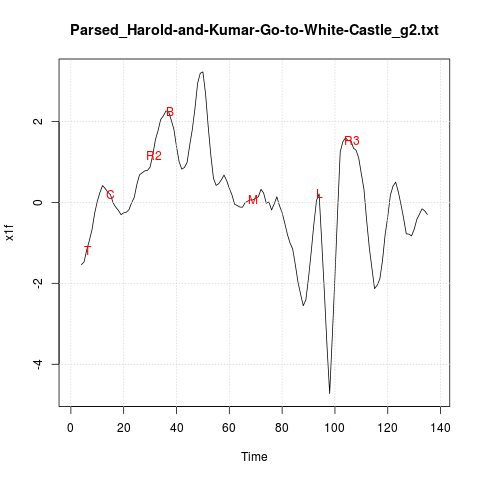 Parsed_Harold-and-Kumar-Go-to-White-Castle_g2.txt
x1f
2
0
-2
-4
T
C
R2
B
M
L
R3
0 20 40 60 80 100 120 140
Time